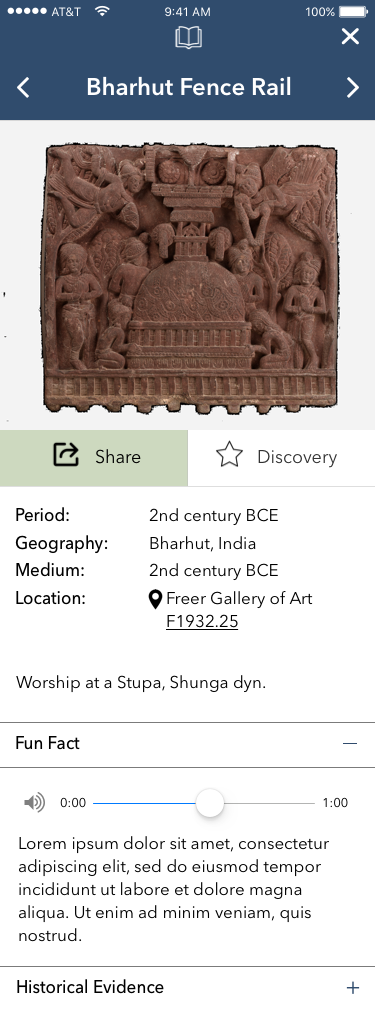 AT&T 9:41 AM 100%
Bharhut Fence Rail
Share Discovery
Period: 2nd century BCE
Geography: Bharhut, India
Medium: 2nd century BCE
Location: Freer Gallery of Art
F1932.25
Worship at a Stupa, Shunga dyn.
Fun Fact
0:00 1:00
Lorem ipsum dolor sit amet, consectetur
adipiscing elit, sed do eiusmod tempor
incididunt ut labore et dolore magna
aliqua. Ut enim ad minim veniam, quis
nostrud.
Historical Evidence